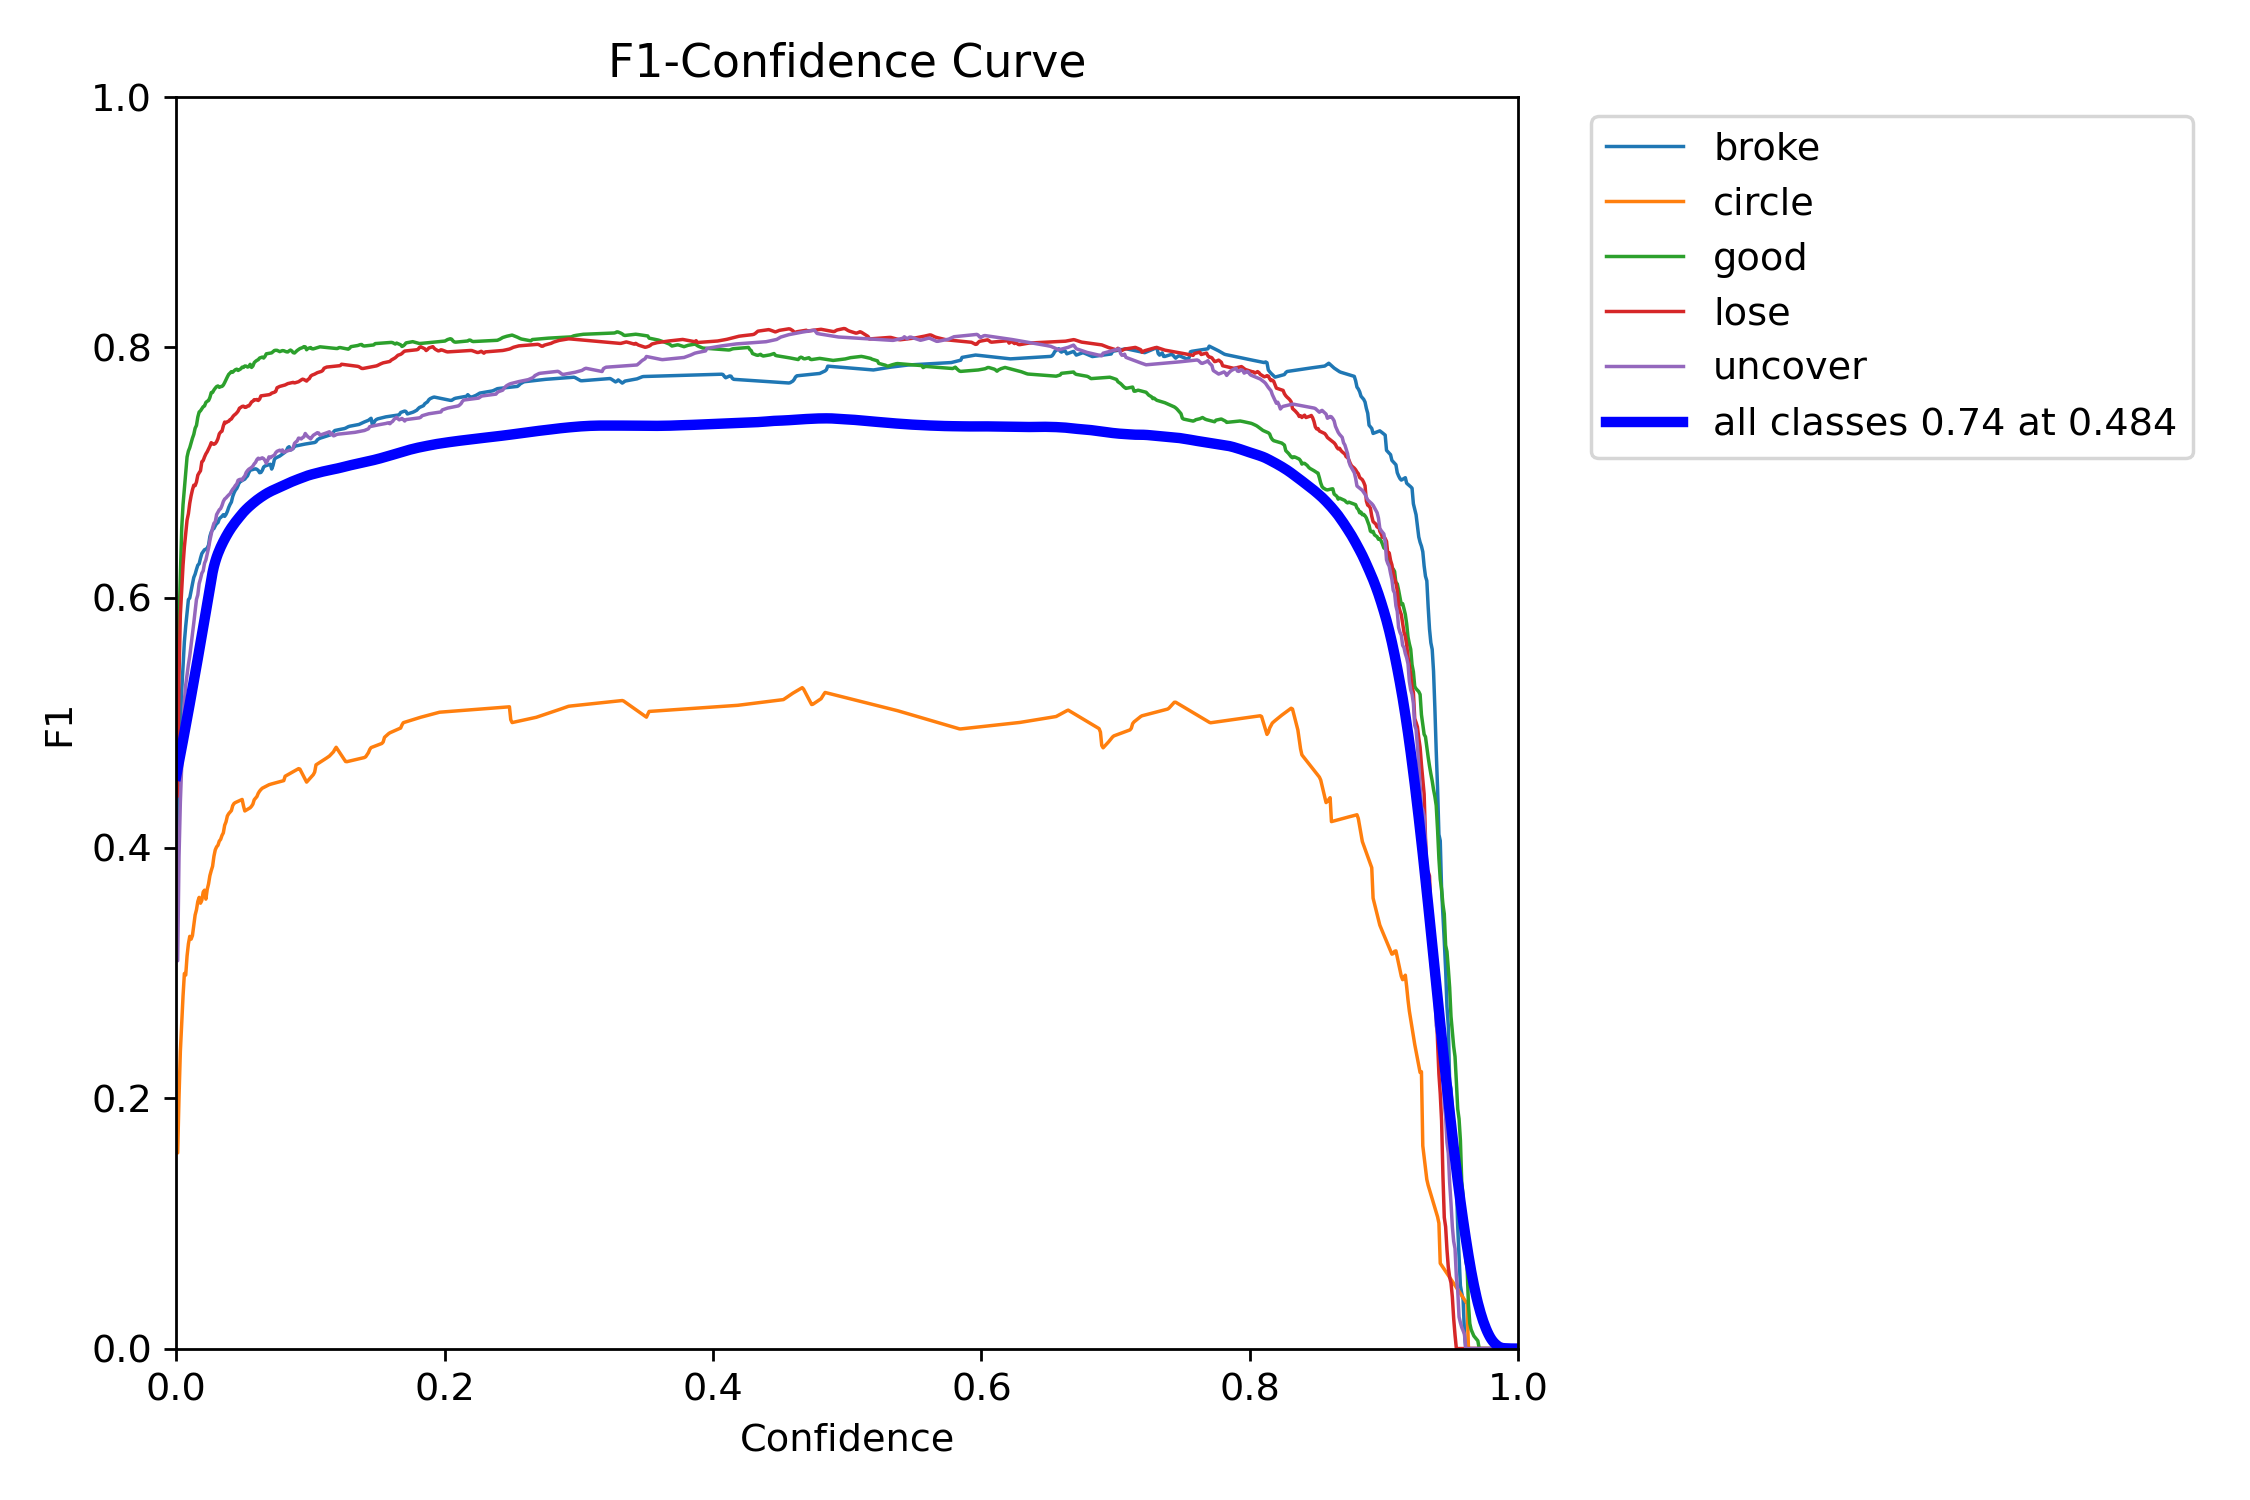 F1-Confidence Curve
1.0
0.8
0.6
0.4
0.2
0.0
F1
0.0 0.2 0.4 0.6 0.8 1.0
Confidence
broke
circle
good
lose
uncover
all classes 0.74 at 0.484